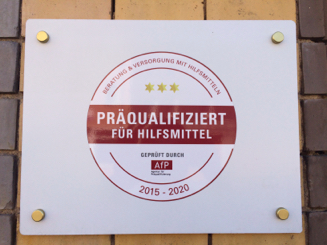 BERATUNG & VERSORGUNG MIT HILFSMITTELN
PRÄQUALIFIZIERT
FÜR HILFSMITTEL
GEPRÜFT DURCH
AfP
2015 - 2020